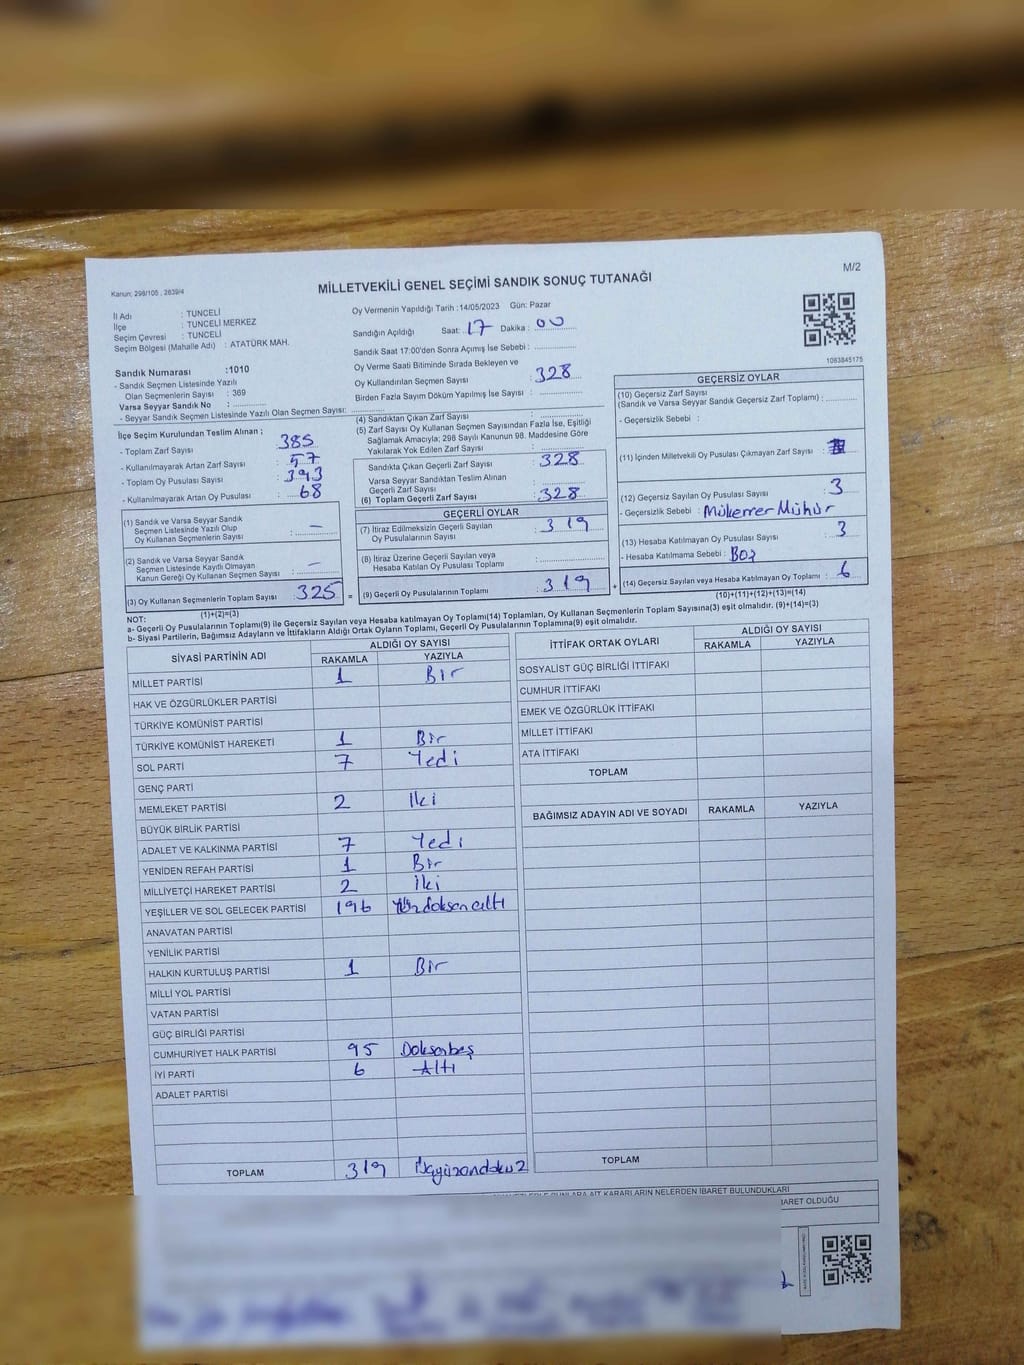 M/2
Kanun: 298/105 , 2839/4
MİLLETVEKİLİ GENEL SEÇİMİ SANDIK SONUÇ TUTANAĞI
İl Adı : TUNCELİ
İlçe : TUNCELİ MERKEZ
Seçim Çevresi : TUNCELİ
Seçim Bölgesi (Mahalle Adı) : ATATÜRK MAH.
Sandık Numarası :1010
- Sandık Seçmen Listesinde Yazılı
Olan Seçmenlerin Sayısı : 369
Varsa Seyyar Sandık No :
- Seyyar Sandık Seçmen Listesinde Yazılı Olan Seçmen Sayısı:
Oy Vermenin Yapıldığı Tarih :14/05/2023 Gün: Pazar
Sandığın Açıldığı Saat: 17 Dakika : 00
Sandık Saat 17:00'den Sonra Açımış İse Sebebi :
Oy Verme Saati Bitiminde Sırada Bekleyen ve
Oy Kullandırılan Seçmen Sayısı : 328
Birden Fazla Sayım Döküm Yapılmış İse Sayısı :
1083845175
İlçe Seçim Kurulundan Teslim Alınan ;
- Toplam Zarf Sayısı : 385
- Kullanılmayarak Artan Zarf Sayısı : 57
- Toplam Oy Pusulası Sayısı : 393
- Kullanılmayarak Artan Oy Pusulası : 68
(1) Sandık ve Varsa Seyyar Sandık
Seçmen Listesinde Yazılı Olup
Oy Kullanan Seçmenlerin Sayısı : —
(2) Sandık ve Varsa Seyyar Sandık
Seçmen Listesinde Kayıtlı Olmayan
Kanun Gereği Oy Kullanan Seçmen Sayısı : —
(3) Oy Kullanan Seçmenlerin Toplam Sayısı : 325
(1)+(2)=(3)
=
(4) Sandıktan Çıkan Zarf Sayısı :
(5) Zarf Sayısı Oy Kullanan Seçmen Sayısından Fazla İse, Eşitliği
Sağlamak Amacıyla; 298 Sayılı Kanunun 98. Maddesine Göre
Yakılarak Yok Edilen Zarf Sayısı :
Sandıkta Çıkan Geçerli Zarf Sayısı : 328
Varsa Seyyar Sandıktan Teslim Alınan
Geçerli Zarf Sayısı :
(6) Toplam Geçerli Zarf Sayısı : 328
GEÇERLİ OYLAR
(7) İtiraz Edilmeksizin Geçerli Sayılan
Oy Pusulalarının Sayısı : 319
(8) İtiraz Üzerine Geçerli Sayılan veya
Hesaba Katılan Oy Pusulası Toplamı :
(9) Geçerli Oy Pusulalarının Toplamı : 319
+
GEÇERSİZ OYLAR
(10) Geçersiz Zarf Sayısı
(Sandık ve Varsa Seyyar Sandık Geçersiz Zarf Toplamı) :
- Geçersizlik Sebebi :
(11) İçinden Milletvekili Oy Pusulası Çıkmayan Zarf Sayısı :
(12) Geçersiz Sayılan Oy Pusulası Sayısı : 3
- Geçersizlik Sebebi : Mükerrer Mühür
(13) Hesaba Katılmayan Oy Pusulası Sayısı : 3
- Hesaba Katılmama Sebebi : Boş
(14) Geçersiz Sayılan veya Hesaba Katılmayan Oy Toplamı : 6
(10)+(11)+(12)+(13)=(14)
NOT:
a- Geçerli Oy Pusulalarının Toplamı(9) ile Geçersiz Sayılan veya Hesaba katılmayan Oy Toplamı(14) Toplamları, Oy Kullanan Seçmenlerin Toplam Sayısına(3) eşit olmalıdır. (9)+(14)=(3)
b- Siyasi Partilerin, Bağımsız Adayların ve İttifakların Aldığı Ortak Oyların Toplamı, Geçerli Oy Pusulalarının Toplamına(9) eşit olmalıdır.
SİYASİ PARTİNİN ADI ALDIĞI OY SAYISI
RAKAMLA YAZIYLA
MİLLET PARTİSİ 1 Bir
HAK VE ÖZGÜRLÜKLER PARTİSİ
TÜRKİYE KOMÜNİST PARTİSİ
TÜRKİYE KOMÜNİST HAREKETİ 1 Bir
SOL PARTİ 7 Yedi
GENÇ PARTİ
MEMLEKET PARTİSİ 2 İki
BÜYÜK BİRLİK PARTİSİ
ADALET VE KALKINMA PARTİSİ 7 Yedi
YENİDEN REFAH PARTİSİ 1 Bir
MİLLİYETÇİ HAREKET PARTİSİ 2 İki
YEŞİLLER VE SOL GELECEK PARTİSİ 196 Yüzdoksanaltı
ANAVATAN PARTİSİ
YENİLİK PARTİSİ
HALKIN KURTULUŞ PARTİSİ 1 Bir
MİLLİ YOL PARTİSİ
VATAN PARTİSİ
GÜÇ BİRLİĞİ PARTİSİ
CUMHURİYET HALK PARTİSİ 95 Doksanbeş
İYİ PARTİ 6 Altı
ADALET PARTİSİ
TOPLAM 319 Üçyüzondokuz
İTTİFAK ORTAK OYLARI ALDIĞI OY SAYISI
RAKAMLA YAZIYLA
SOSYALİST GÜÇ BİRLİĞİ İTTİFAKI
CUMHUR İTTİFAKI
EMEK VE ÖZGÜRLÜK İTTİFAKI
MİLLET İTTİFAKI
ATA İTTİFAKI
TOPLAM
BAĞIMSIZ ADAYIN ADI VE SOYADI RAKAMLA YAZIYLA
TOPLAM
AİT KARARLARIN NELERDEN İBARET BULUNDUKLARI
İBARET OLDUĞU